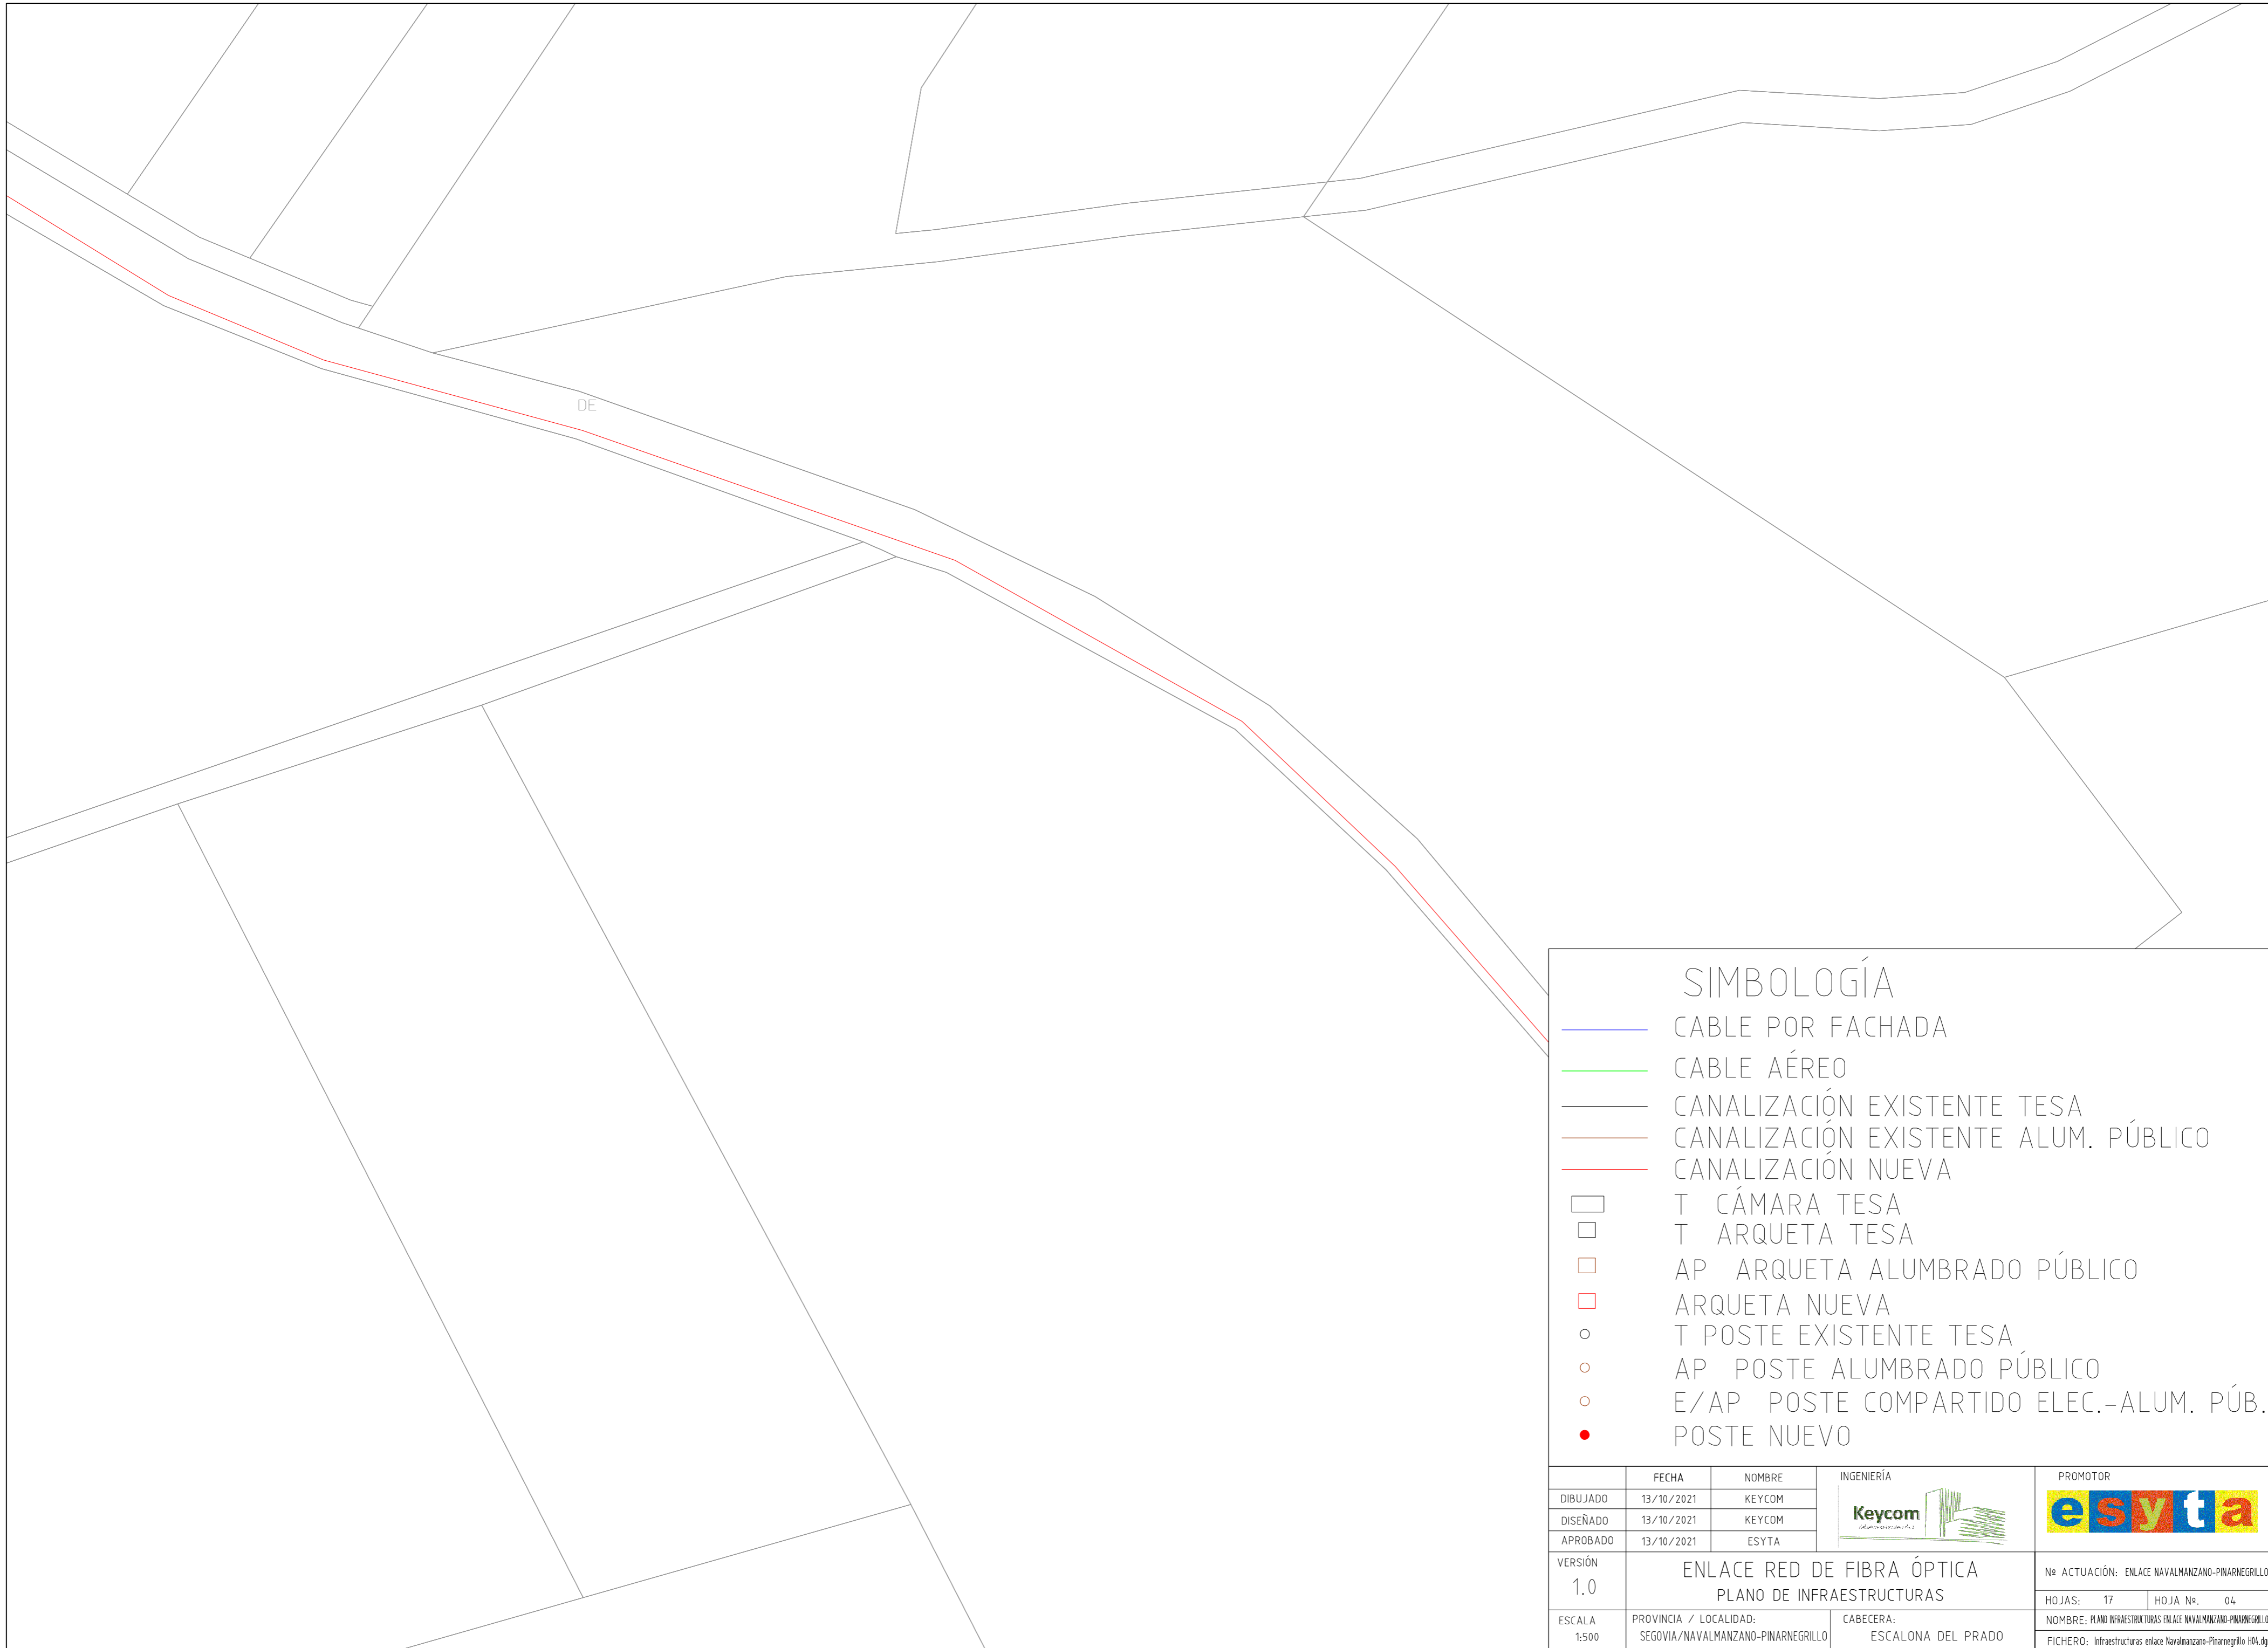 DE
SIMBOLOGÍA
CABLE POR FACHADA
CABLE AÉREO
CANALIZACIÓN EXISTENTE TESA
CANALIZACIÓN EXISTENTE ALUM. PÚBLICO
CANALIZACIÓN NUEVA
T CÁMARA TESA
T ARQUETA TESA
AP ARQUETA ALUMBRADO PÚBLICO
ARQUETA NUEVA
T POSTE EXISTENTE TESA
AP POSTE ALUMBRADO PÚBLICO
E/AP POSTE COMPARTIDO ELEC.-ALUM. PÚB.
POSTE NUEVO
FECHA NOMBRE INGENIERÍA PROMOTOR
DIBUJADO 13/10/2021 KEYCOM
DISEÑADO 13/10/2021 KEYCOM
APROBADO 13/10/2021 ESYTA
Keycom
esyta
VERSIÓN
1.0
ENLACE RED DE FIBRA ÓPTICA
PLANO DE INFRAESTRUCTURAS
Nº ACTUACIÓN: ENLACE NAVALMANZANO-PINARNEGRILLO
HOJAS: 17 HOJA Nº. 04
ESCALA
1:500
PROVINCIA / LOCALIDAD:
SEGOVIA/NAVALMANZANO-PINARNEGRILLO
CABECERA:
ESCALONA DEL PRADO
NOMBRE: PLANO INFRAESTRUCTURAS ENLACE NAVALMANZANO-PINARNEGRILLO
FICHERO: Infraestructuras enlace Navalmanzano-Pinarnegrillo H04